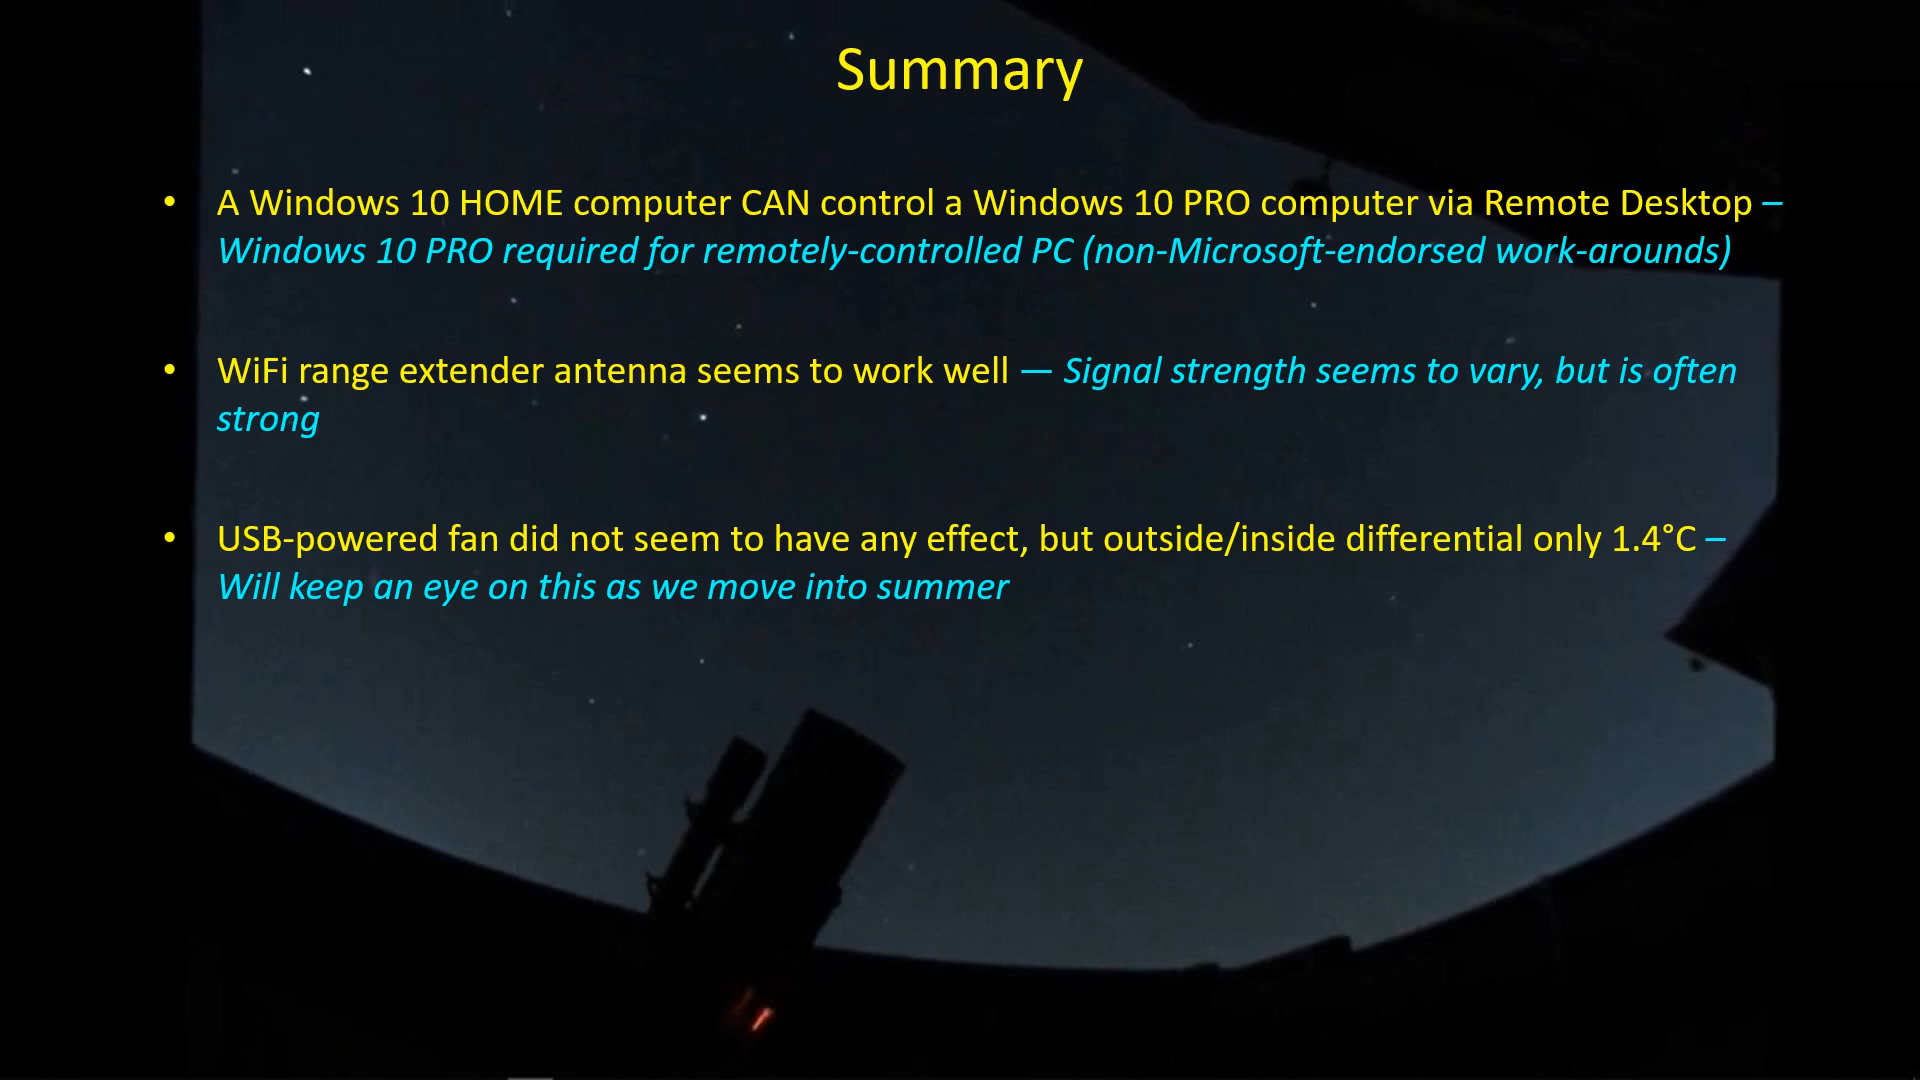 Summary
• A Windows 10 HOME computer CAN control a Windows 10 PRO computer via Remote Desktop –
Windows 10 PRO required for remotely-controlled PC (non-Microsoft-endorsed work-arounds)
• WiFi range extender antenna seems to work well — Signal strength seems to vary, but is often
strong
• USB-powered fan did not seem to have any effect, but outside/inside differential only 1.4°C –
Will keep an eye on this as we move into summer